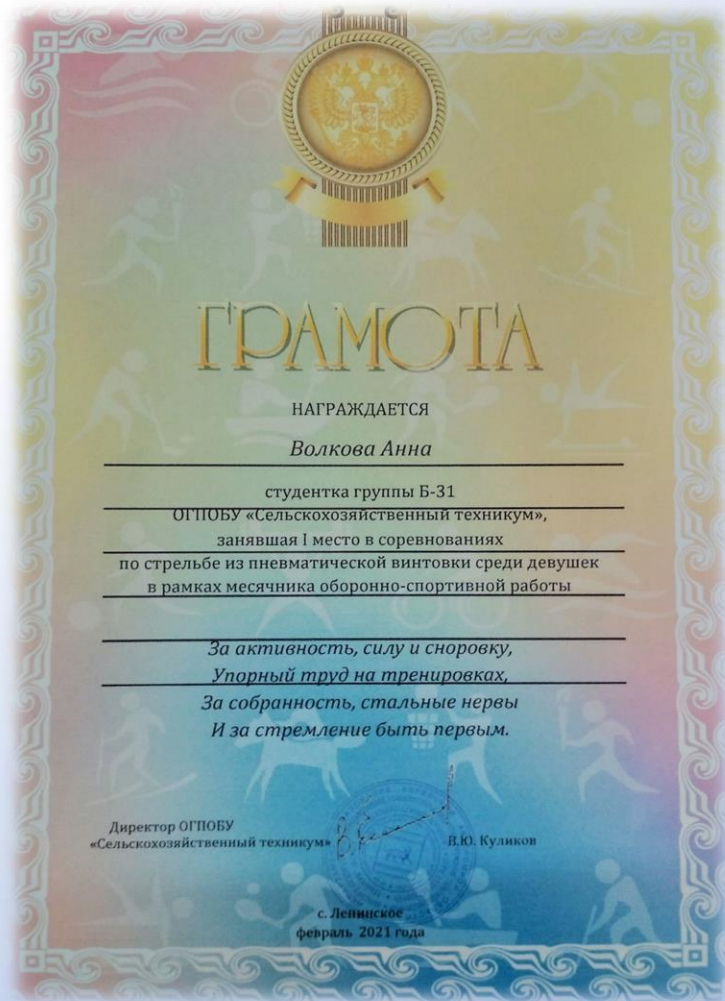 ГРАМОТА
НАГРАЖДАЕТСЯ
Волкова Анна
студентка группы Б-31
ОГПОБУ «Сельскохозяйственный техникум»,
занявшая I место в соревнованиях
по стрельбе из пневматической винтовки среди девушек
в рамках месячника оборонно-спортивной работы
За активность, силу и сноровку,
Упорный труд на тренировках,
За собранность, стальные нервы
И за стремление быть первым.
Директор ОГПОБУ
«Сельскохозяйственный техникум»
В.Ю. Куликов
с. Ленинское
февраль 2021 года